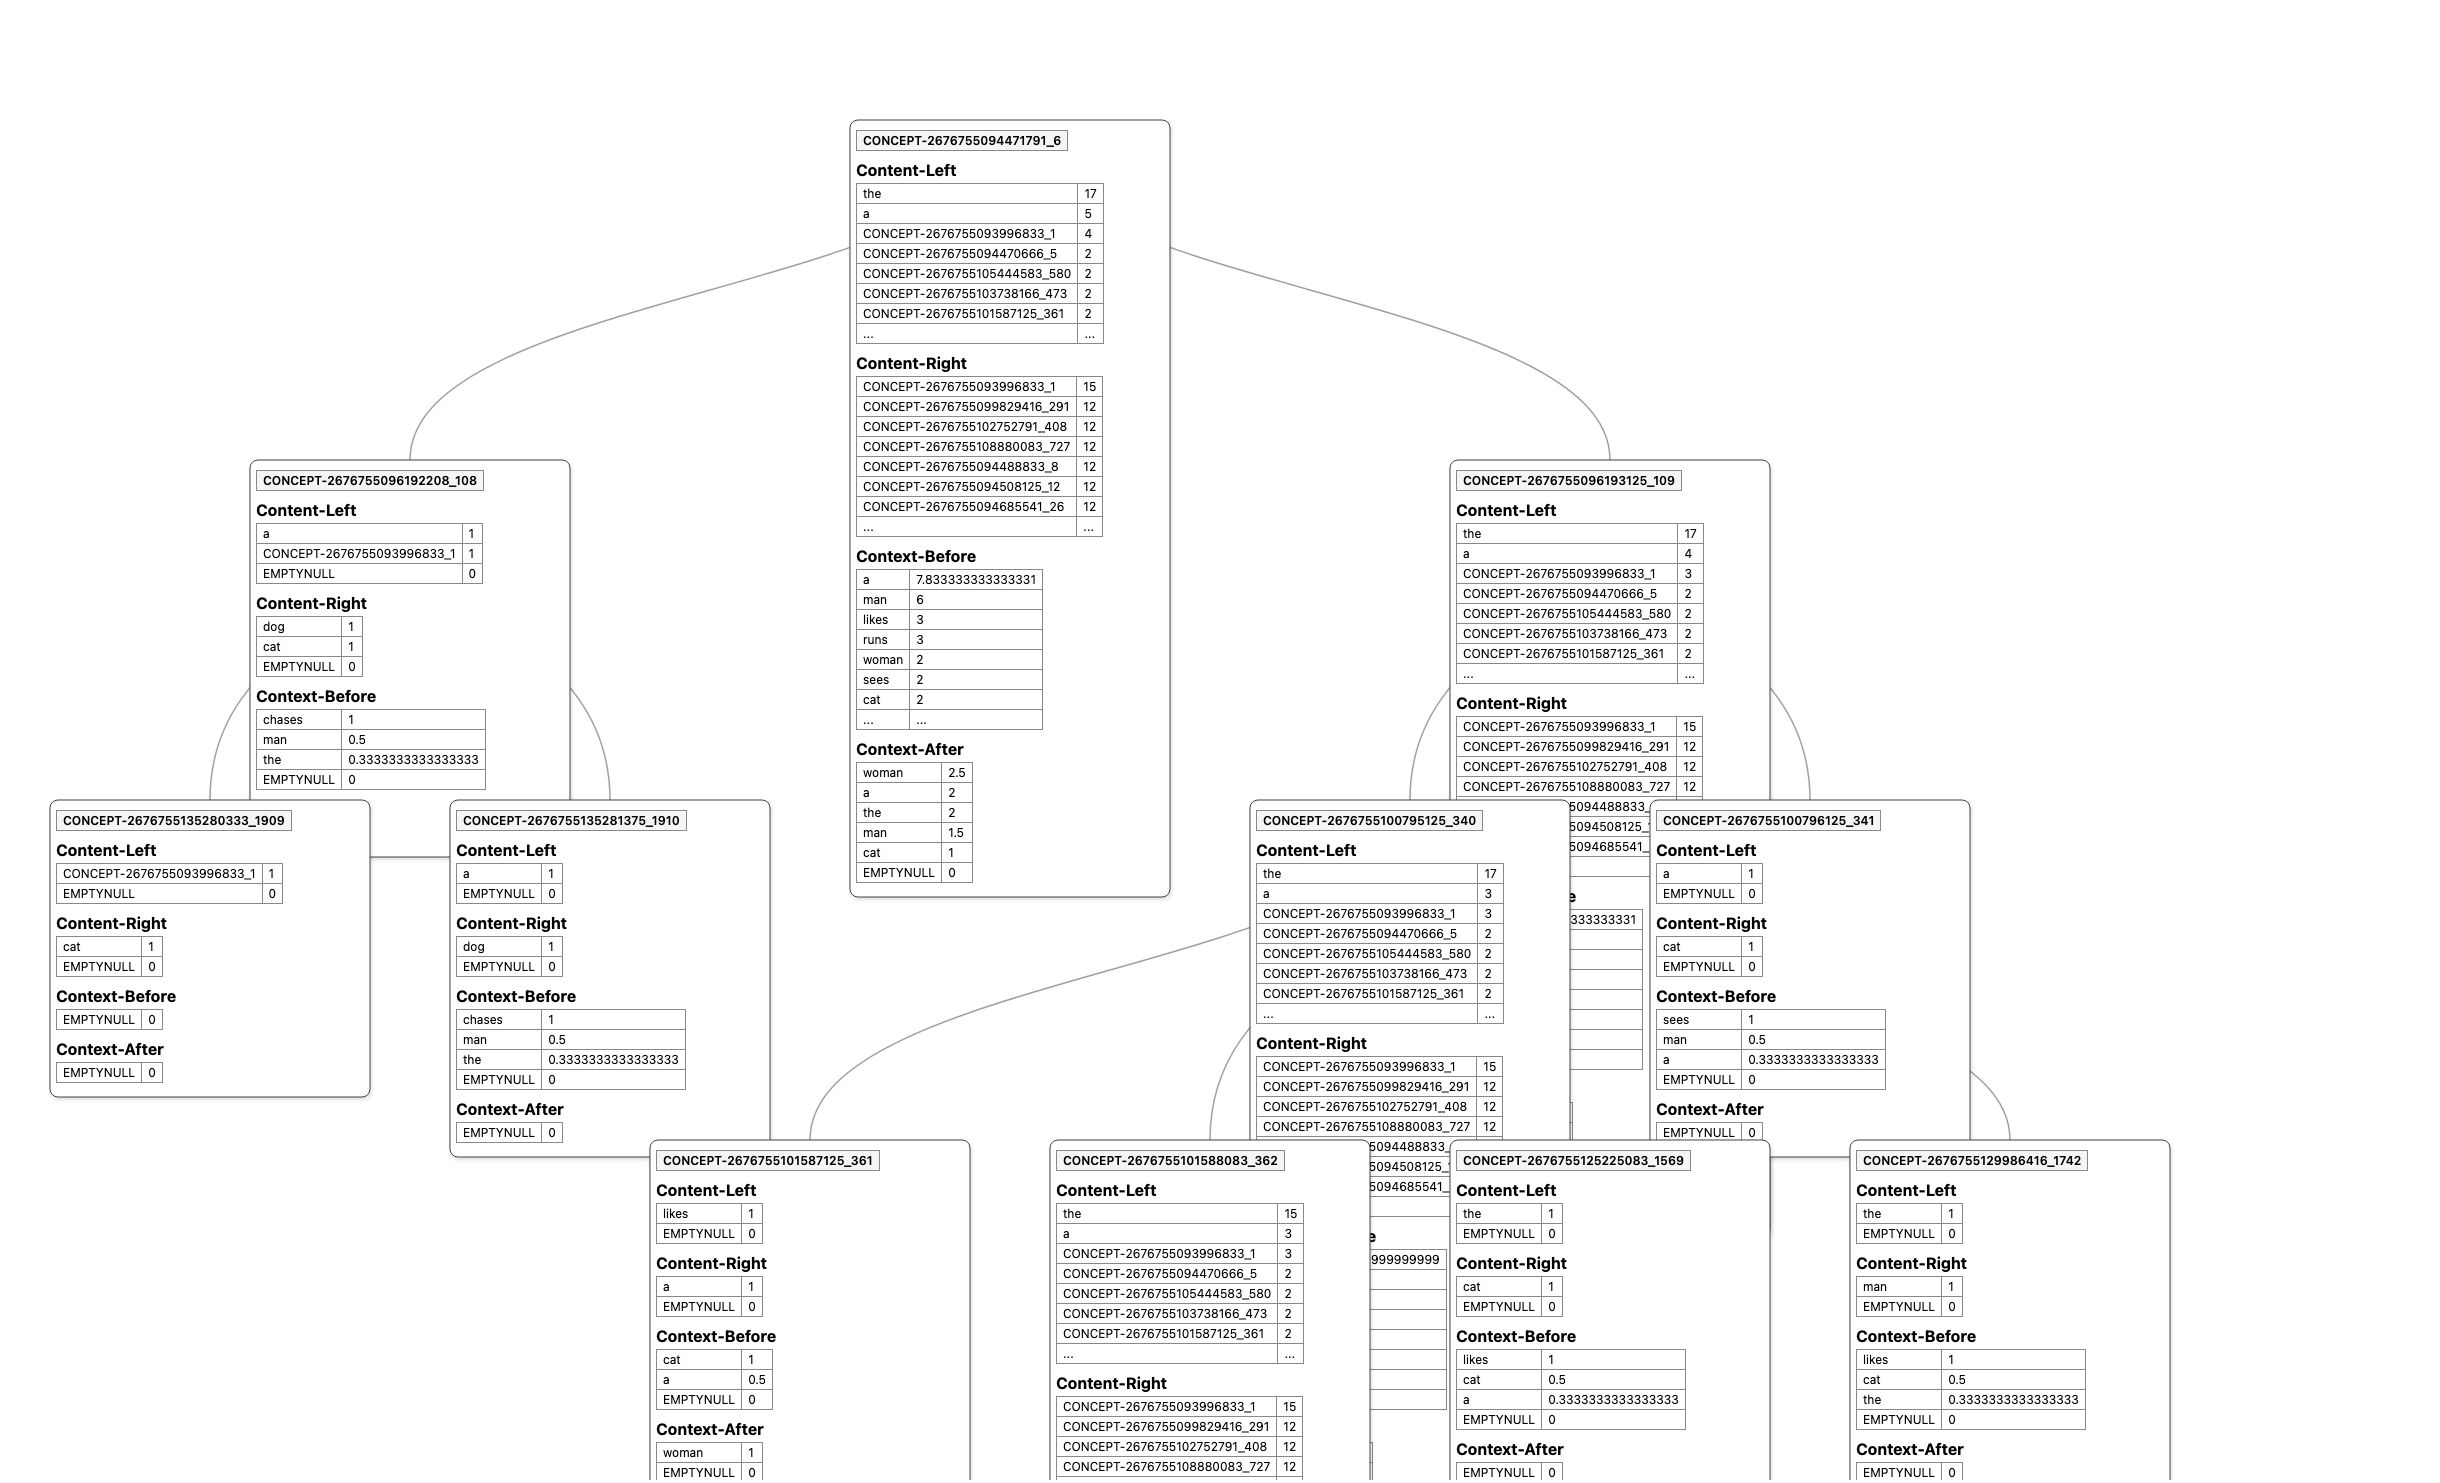 CONCEPT-2676755094471791_6
Content-Left
the 17
a 5
CONCEPT-2676755093996833_1 4
CONCEPT-2676755094470666_5 2
CONCEPT-2676755105444583_580 2
CONCEPT-2676755103738166_473 2
CONCEPT-2676755101587125_361 2
... ...
Content-Right
CONCEPT-2676755093996833_1 15
CONCEPT-2676755099829416_291 12
CONCEPT-2676755102752791_408 12
CONCEPT-2676755108880083_727 12
CONCEPT-2676755094488833_8 12
CONCEPT-2676755094508125_12 12
CONCEPT-2676755094685541_26 12
... ...
Context-Before
a 7.833333333333331
man 6
likes 3
runs 3
woman 2
sees 2
cat 2
... ...
Context-After
woman 2.5
a 2
the 2
man 1.5
cat 1
EMPTYNULL 0
CONCEPT-2676755096192208_108
Content-Left
a 1
CONCEPT-2676755093996833_1 1
EMPTYNULL 0
Content-Right
dog 1
cat 1
EMPTYNULL 0
Context-Before
chases 1
man 0.5
the 0.3333333333333333
EMPTYNULL 0
CONCEPT-2676755096193125_109
Content-Left
the 17
a 4
CONCEPT-2676755093996833_1 3
CONCEPT-2676755094470666_5 2
CONCEPT-2676755105444583_580 2
CONCEPT-2676755103738166_473 2
CONCEPT-2676755101587125_361 2
... ...
Content-Right
CONCEPT-2676755093996833_1 15
CONCEPT-2676755099829416_291 12
CONCEPT-2676755102752791_408 12
CONCEPT-2676755108880083_727 12
5094488833_
5094508125_
5094685541_
e
333333331
CONCEPT-2676755135280333_1909
Content-Left
CONCEPT-2676755093996833_1 1
EMPTYNULL 0
Content-Right
cat 1
EMPTYNULL 0
Context-Before
EMPTYNULL 0
Context-After
EMPTYNULL 0
CONCEPT-2676755135281375_1910
Content-Left
a 1
EMPTYNULL 0
Content-Right
dog 1
EMPTYNULL 0
Context-Before
chases 1
man 0.5
the 0.3333333333333333
EMPTYNULL 0
Context-After
EMPTYNULL 0
CONCEPT-2676755100795125_340
Content-Left
the 17
a 3
CONCEPT-2676755093996833_1 3
CONCEPT-2676755094470666_5 2
CONCEPT-2676755105444583_580 2
CONCEPT-2676755103738166_473 2
CONCEPT-2676755101587125_361 2
... ...
Content-Right
CONCEPT-2676755093996833_1 15
CONCEPT-2676755099829416_291 12
CONCEPT-2676755102752791_408 12
CONCEPT-2676755108880083_727 12
5094488833_
5094508125_
5094685541_
e
999999999
CONCEPT-2676755100796125_341
Content-Left
a 1
EMPTYNULL 0
Content-Right
cat 1
EMPTYNULL 0
Context-Before
sees 1
man 0.5
a 0.3333333333333333
EMPTYNULL 0
Context-After
EMPTYNULL 0
CONCEPT-2676755101587125_361
Content-Left
likes 1
EMPTYNULL 0
Content-Right
a 1
EMPTYNULL 0
Context-Before
cat 1
a 0.5
EMPTYNULL 0
Context-After
woman 1
EMPTYNULL 0
CONCEPT-2676755101588083_362
Content-Left
the 15
a 3
CONCEPT-2676755093996833_1 3
CONCEPT-2676755094470666_5 2
CONCEPT-2676755105444583_580 2
CONCEPT-2676755103738166_473 2
CONCEPT-2676755101587125_361 2
... ...
Content-Right
CONCEPT-2676755093996833_1 15
CONCEPT-2676755099829416_291 12
CONCEPT-2676755102752791_408 12
CONCEPT-2676755108880083_727 12
CONCEPT-2676755125225083_1569
Content-Left
the 1
EMPTYNULL 0
Content-Right
cat 1
EMPTYNULL 0
Context-Before
likes 1
cat 0.5
a 0.3333333333333333
EMPTYNULL 0
Context-After
EMPTYNULL 0
CONCEPT-2676755129986416_1742
Content-Left
the 1
EMPTYNULL 0
Content-Right
man 1
EMPTYNULL 0
Context-Before
likes 1
cat 0.5
the 0.3333333333333333
EMPTYNULL 0
Context-After
EMPTYNULL 0